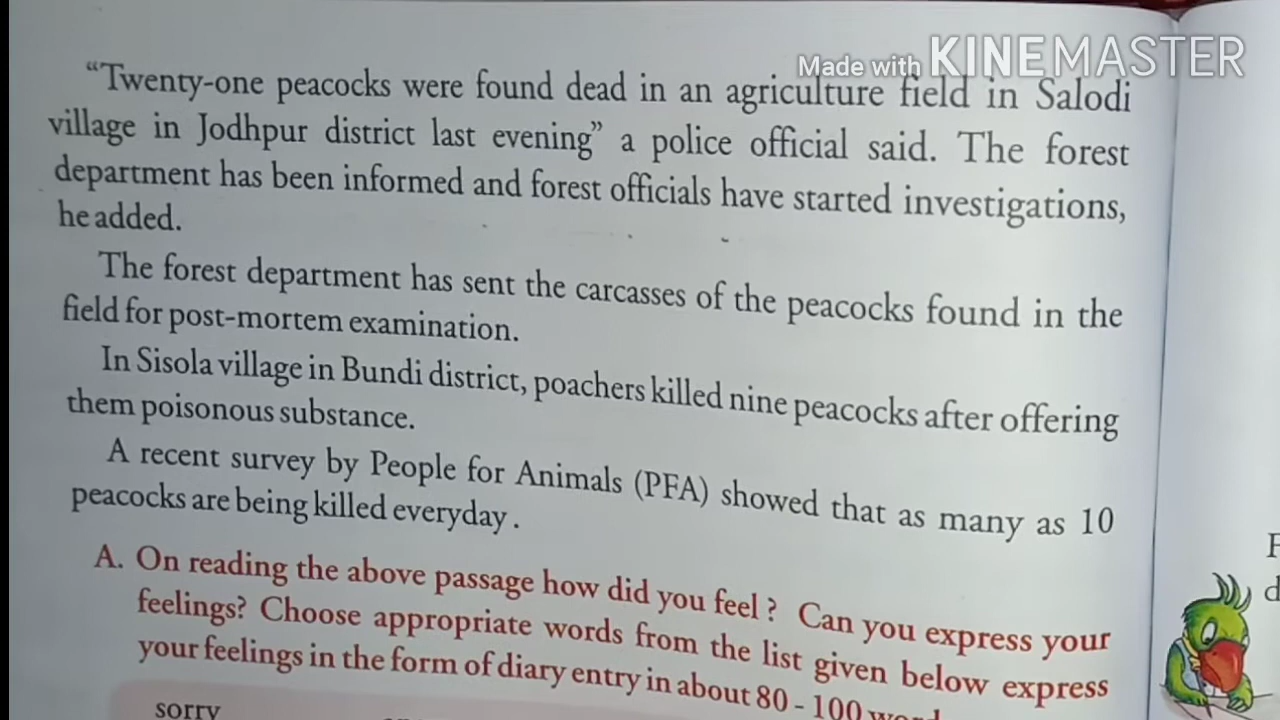 Made with KINEMASTER
“Twenty-one peacocks were found dead in an agriculture field in Salodi
village in Jodhpur district last evening” a police official said. The forest
department has been informed and forest officials have started investigations,
he added.
The forest department has sent the carcasses of the peacocks found in the
field for post-mortem examination.
In Sisola village in Bundi district, poachers killed nine peacocks after offering
them poisonous substance.
A recent survey by People for Animals (PFA) showed that as many as 10
peacocks are being killed everyday .
A. On reading the above passage how did you feel ? Can you express your
feelings? Choose appropriate words from the list given below express
your feelings in the form of diary entry in about 80 - 100
sorry